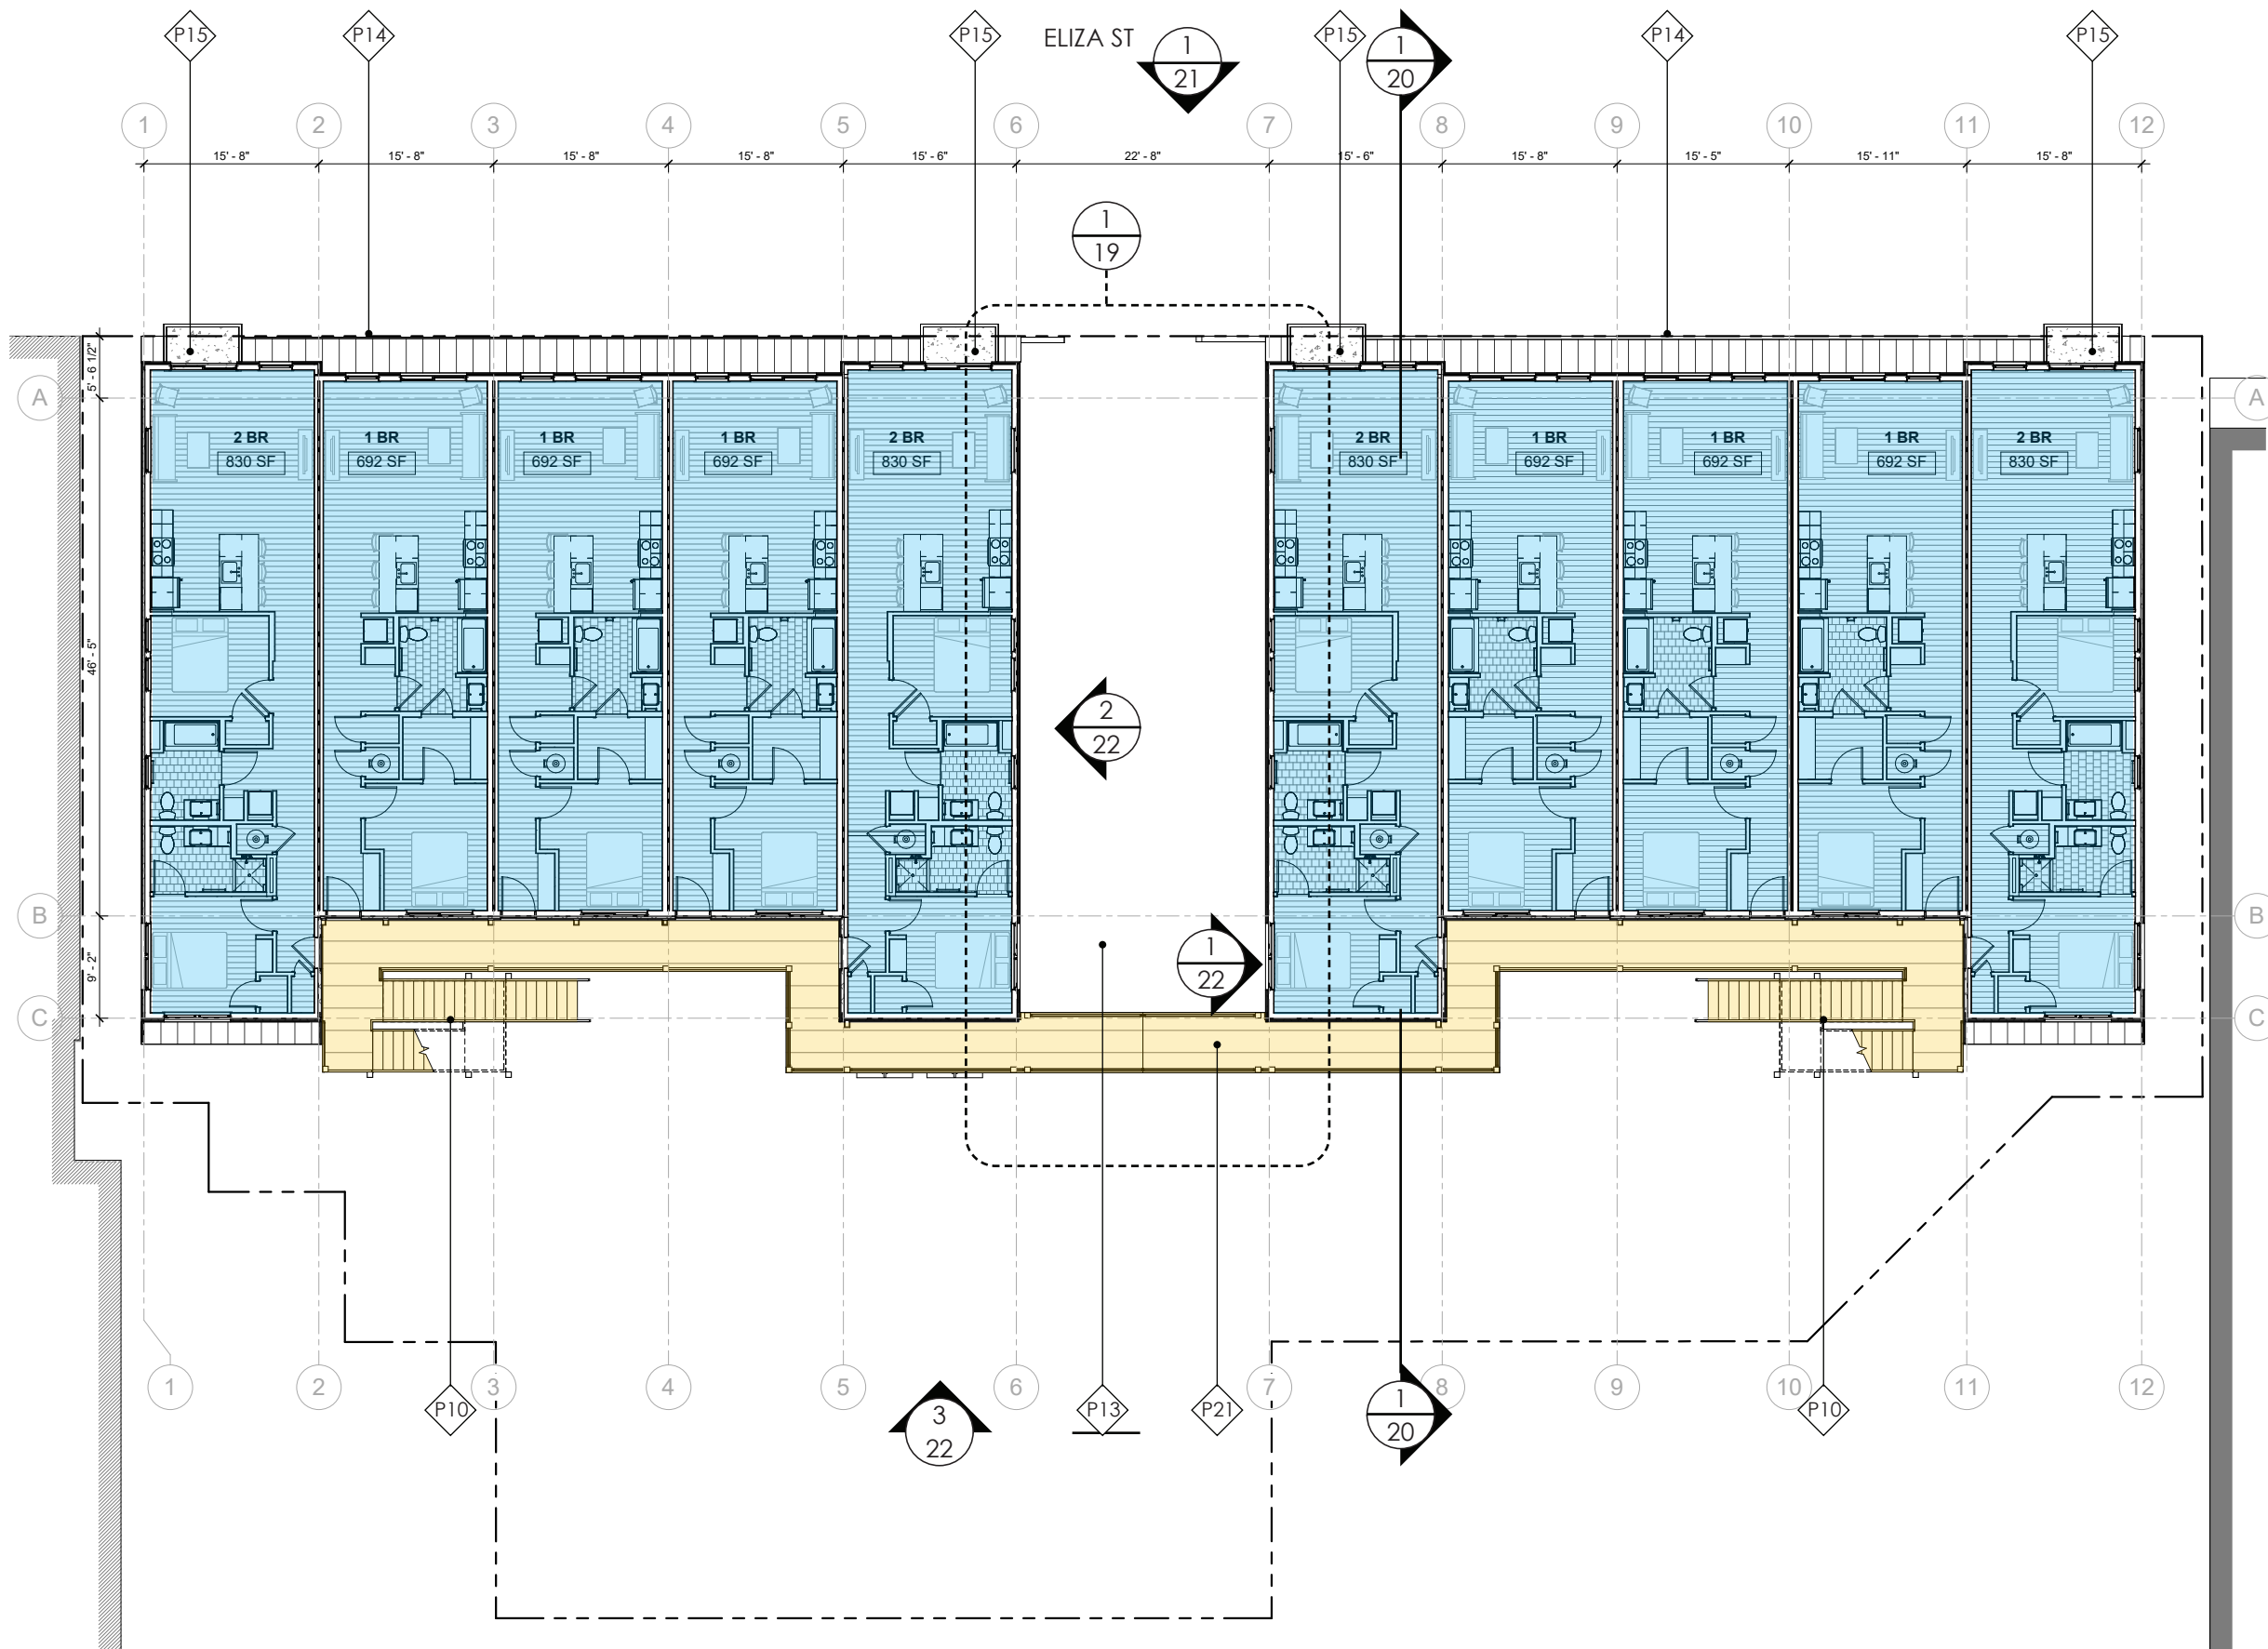 P15
P14
P15
ELIZA ST
1
21
P15
1
20
P14
P15
1
2
3
4
5
6
7
8
9
10
11
12
15' - 8"
15' - 8"
15' - 8"
15' - 8"
15' - 6"
22' - 8"
15' - 6"
15' - 8"
15' - 5"
15' - 11"
15' - 8"
1
19
5' - 6 1/2"
A
A
2 BR
1 BR
1 BR
1 BR
2 BR
2 BR
1 BR
1 BR
1 BR
2 BR
830 SF
692 SF
692 SF
692 SF
830 SF
830 SF
692 SF
692 SF
692 SF
830 SF
46' - 5"
2
22
B
B
9' - 2"
1
22
C
C
1
2
3
4
5
6
7
8
9
10
11
12
P10
3
22
P13
P21
1
20
P10